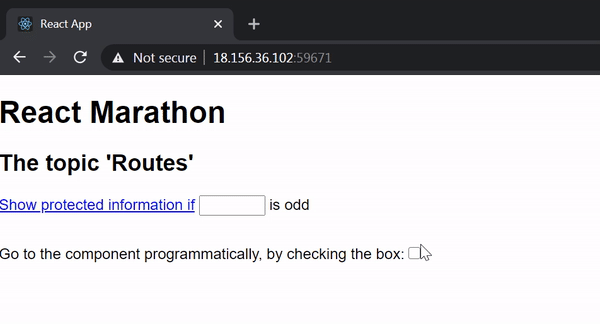 React App
Not secure | 18.156.36.102:59671
React Marathon
The topic 'Routes'
Show protected information if is odd
Go to the component programmatically, by checking the box: